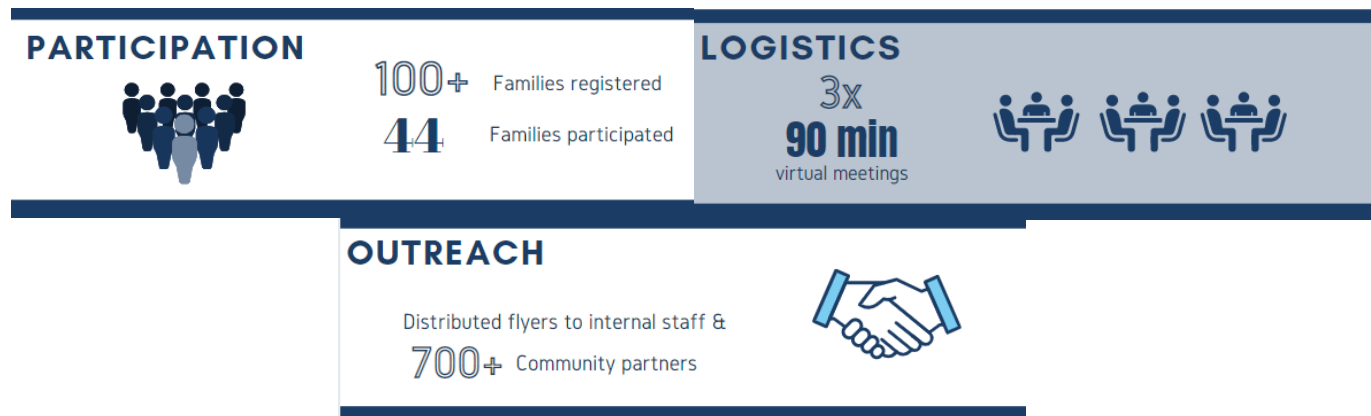 PARTICIPATION
100+ Families registered
44 Families participated
LOGISTICS
3x
90 min
virtual meetings
OUTREACH
Distributed flyers to internal staff &
700+ Community partners